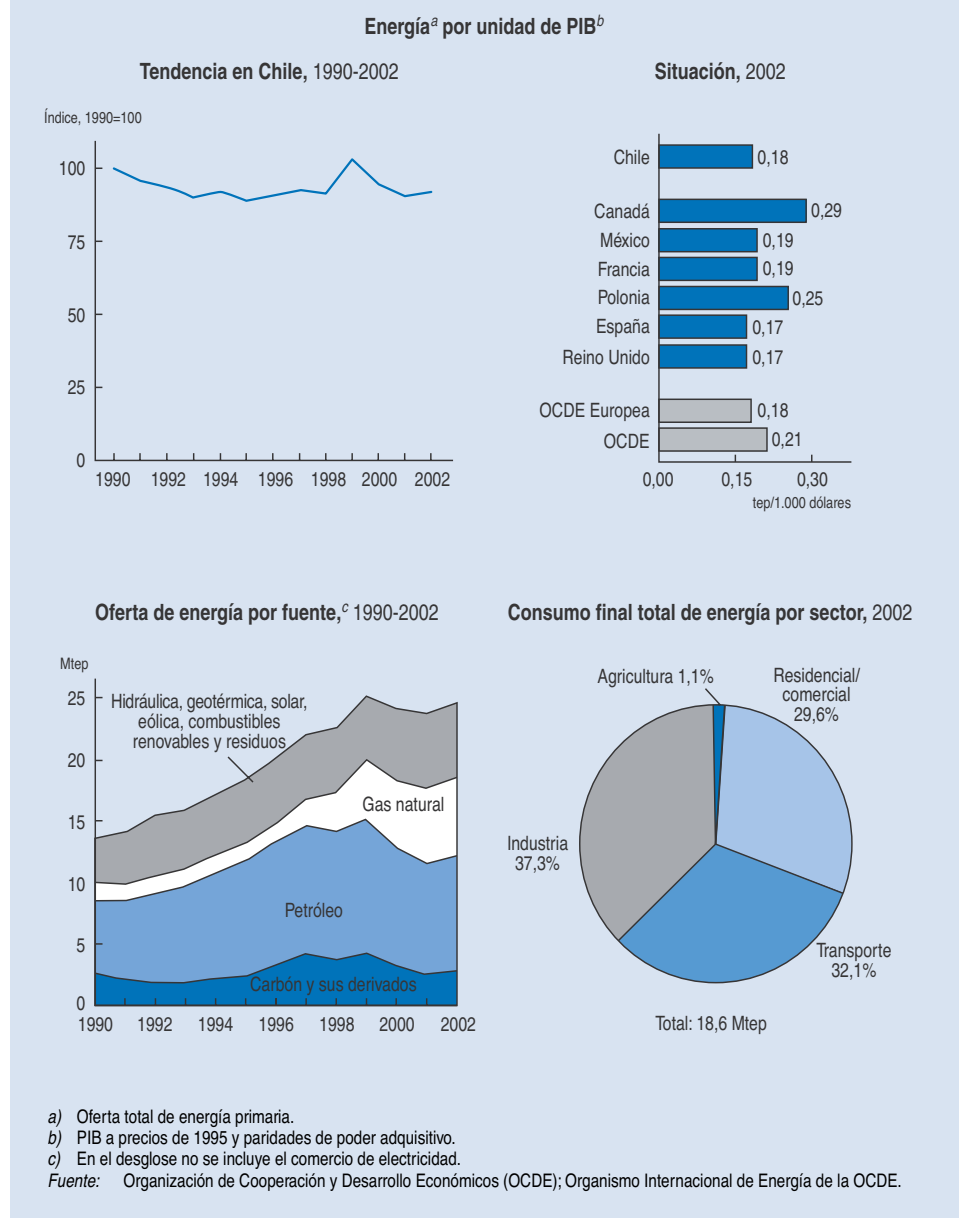 Energíaᵃ por unidad de PIBᵇ
Tendencia en Chile, 1990-2002
Índice, 1990=100
100
75
50
25
0
1990 1992 1994 1996 1998 2000 2002
Situación, 2002
Chile 0,18
Canadá 0,29
México 0,19
Francia 0,19
Polonia 0,25
España 0,17
Reino Unido 0,17
OCDE Europea 0,18
OCDE 0,21
0,00 0,15 0,30
tep/1.000 dólares
Oferta de energía por fuente,ᶜ 1990-2002
Mtep
25
20
15
10
5
0
Hidráulica, geotérmica, solar,
eólica, combustibles
renovables y residuos
Gas natural
Petróleo
Carbón y sus derivados
1990 1992 1994 1996 1998 2000 2002
Consumo final total de energía por sector, 2002
Agricultura 1,1%
Residencial/
comercial
29,6%
Industria
37,3%
Transporte
32,1%
Total: 18,6 Mtep
a) Oferta total de energía primaria.
b) PIB a precios de 1995 y paridades de poder adquisitivo.
c) En el desglose no se incluye el comercio de electricidad.
Fuente: Organización de Cooperación y Desarrollo Económicos (OCDE); Organismo Internacional de Energía de la OCDE.